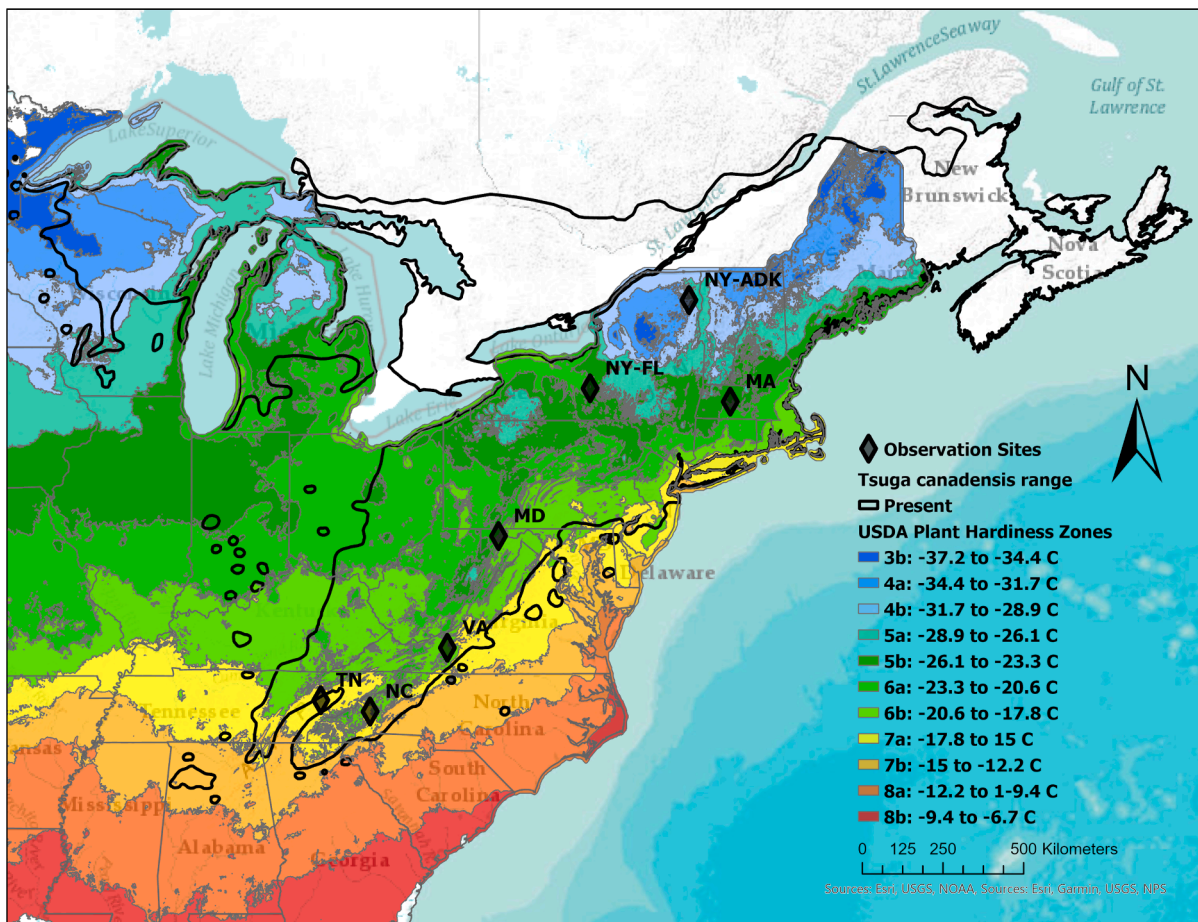 St. Lawrence Seaway
Gulf of St.
Lawrence
Lake Superior
New
Brunswick
St. Lawrence
Nova
Scotia
Maine
NY-ADK
Lake Huron
Lake Michigan
NY-FL
MA
Lake Erie
N
Observation Sites
Tsuga canadensis range
Present
USDA Plant Hardiness Zones
MD
3b: -37.2 to -34.4 C
4a: -34.4 to -31.7 C
Delaware
4b: -31.7 to -28.9 C
5a: -28.9 to -26.1 C
VA
5b: -26.1 to -23.3 C
TN
NC
6a: -23.3 to -20.6 C
Tennessee
North
Carolina
6b: -20.6 to -17.8 C
7a: -17.8 to 15 C
7b: -15 to -12.2 C
South
Carolina
Mississippi
8a: -12.2 to 1-9.4 C
8b: -9.4 to -6.7 C
Alabama
Georgia
0 125 250 500 Kilometers
Sources: Esri, USGS, NOAA, Sources: Esri, Garmin, USGS, NPS